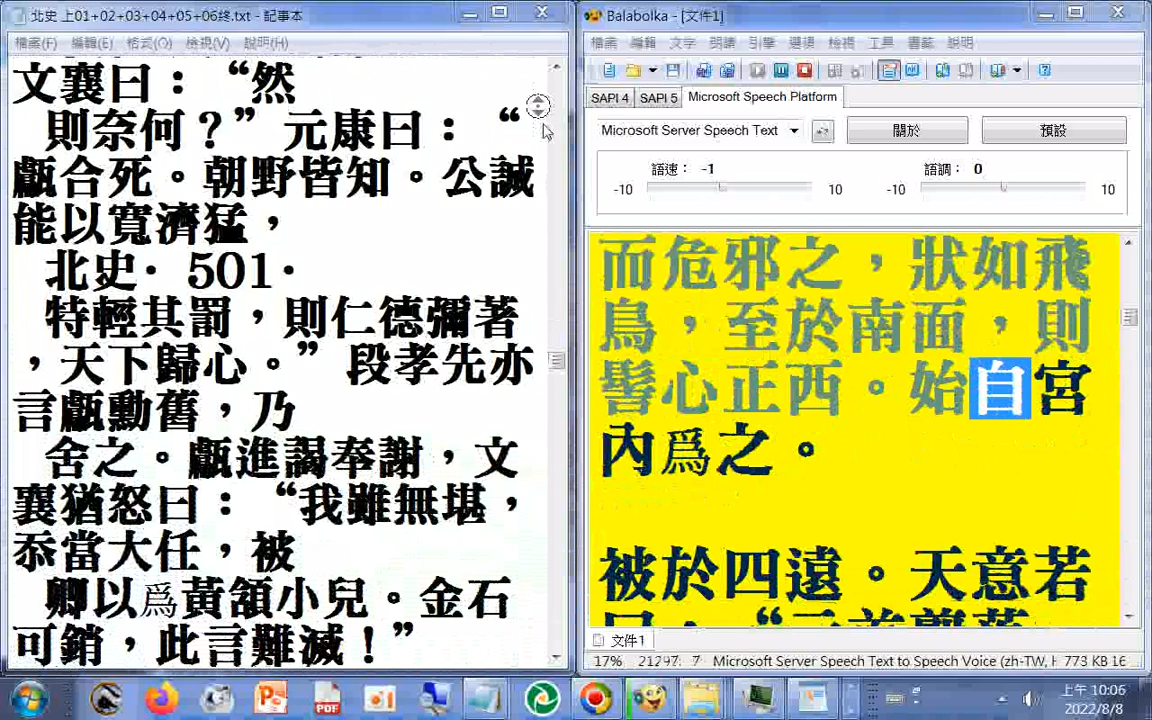 北史 上01+02+03+04+05+06终.txt - 記事本
檔案(F) 編輯(E) 格式(O) 檢視(V) 說明(H)
文襄曰：“然
則奈何？”元康曰：“
甗合死。朝野皆知。公誠
能以寬濟猛，
北史· 501·
特輕其罰，則仁德彌著
，天下歸心。”段孝先亦
言甗勳舊，乃
舍之。甗進謁奉謝，文
襄猶怒曰：“我雖無堪，
忝當大任，被
卿以爲黃頷小兒。金石
可銷，此言難滅！”
Balabolka - [文件1]
檔案 編輯 文字 朗讀 引擎 選項 檢視 工具 書籤 說明
SAPI 4 SAPI 5 Microsoft Speech Platform
Microsoft Server Speech Text 關於 預設
語速： -1 語調： 0
-10 10 -10 10
而危邪之，狀如飛
鳥，至於南面，則
髻心正西。始自宮
內爲之。
被於四遠。天意若
曰：“元首剪落
文件1
17% 21297: 7 Microsoft Server Speech Text to Speech Voice (zh-TW, H 773 KB 16
上午 10:06
2022/8/8